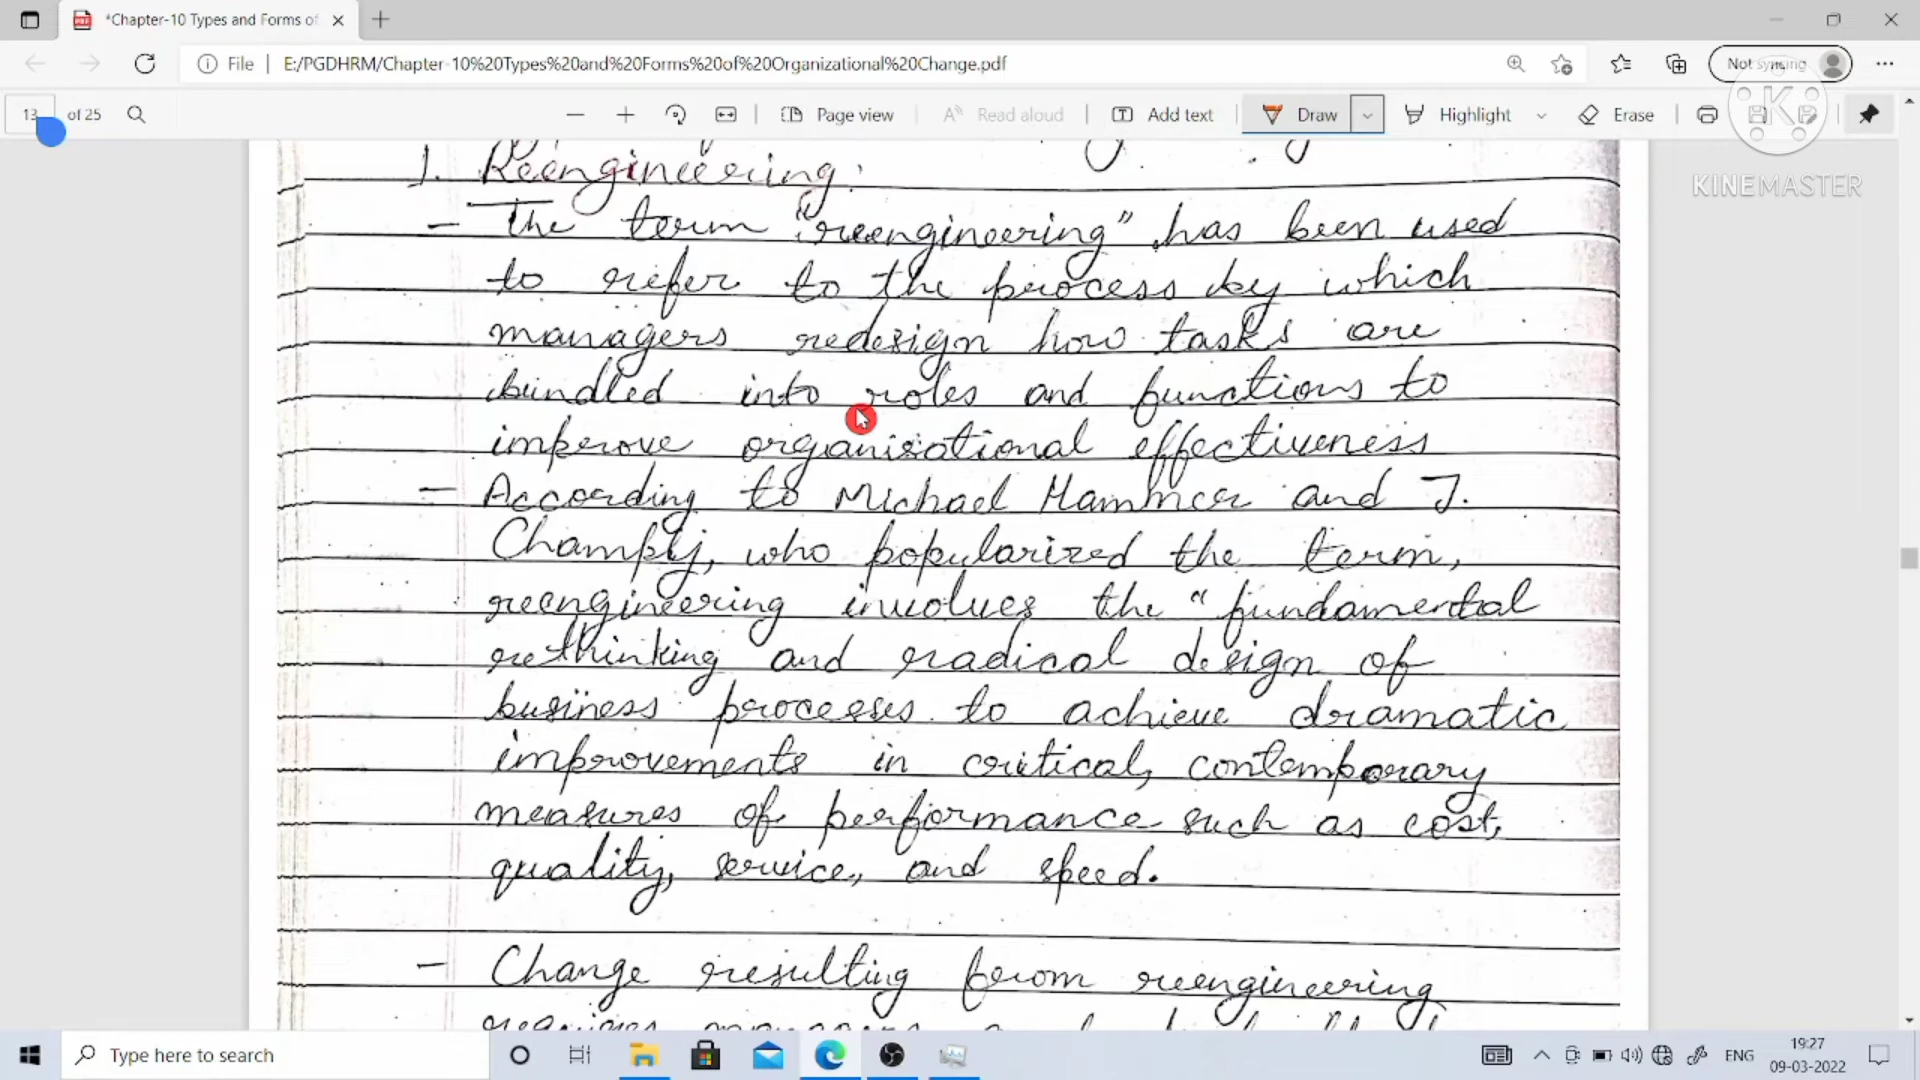 *Chapter-10 Types and Forms of
File E:/PGDHRM/Chapter-10%20Types%20and%20Forms%20of%20Organizational%20Change.pdf Not syncing
13 of 25 Page view Read aloud Add text Draw Highlight Erase
KINEMASTER
1. Reengineering:
- The term "reengineering" has been used
to refer to the process by which
managers redesign how tasks are
bundled into roles and functions to
improve organisational effectiveness
- According to Michael Hammer and J.
Champy, who popularized the term,
reengineering involves the "fundamental
rethinking and radical design of
business processes to achieve dramatic
improvements in critical, contemporary
measures of performance such as cost,
quality, service, and speed.
- Change resulting from reengineering
requires managers
Type here to search ENG 19:27
09-03-2022